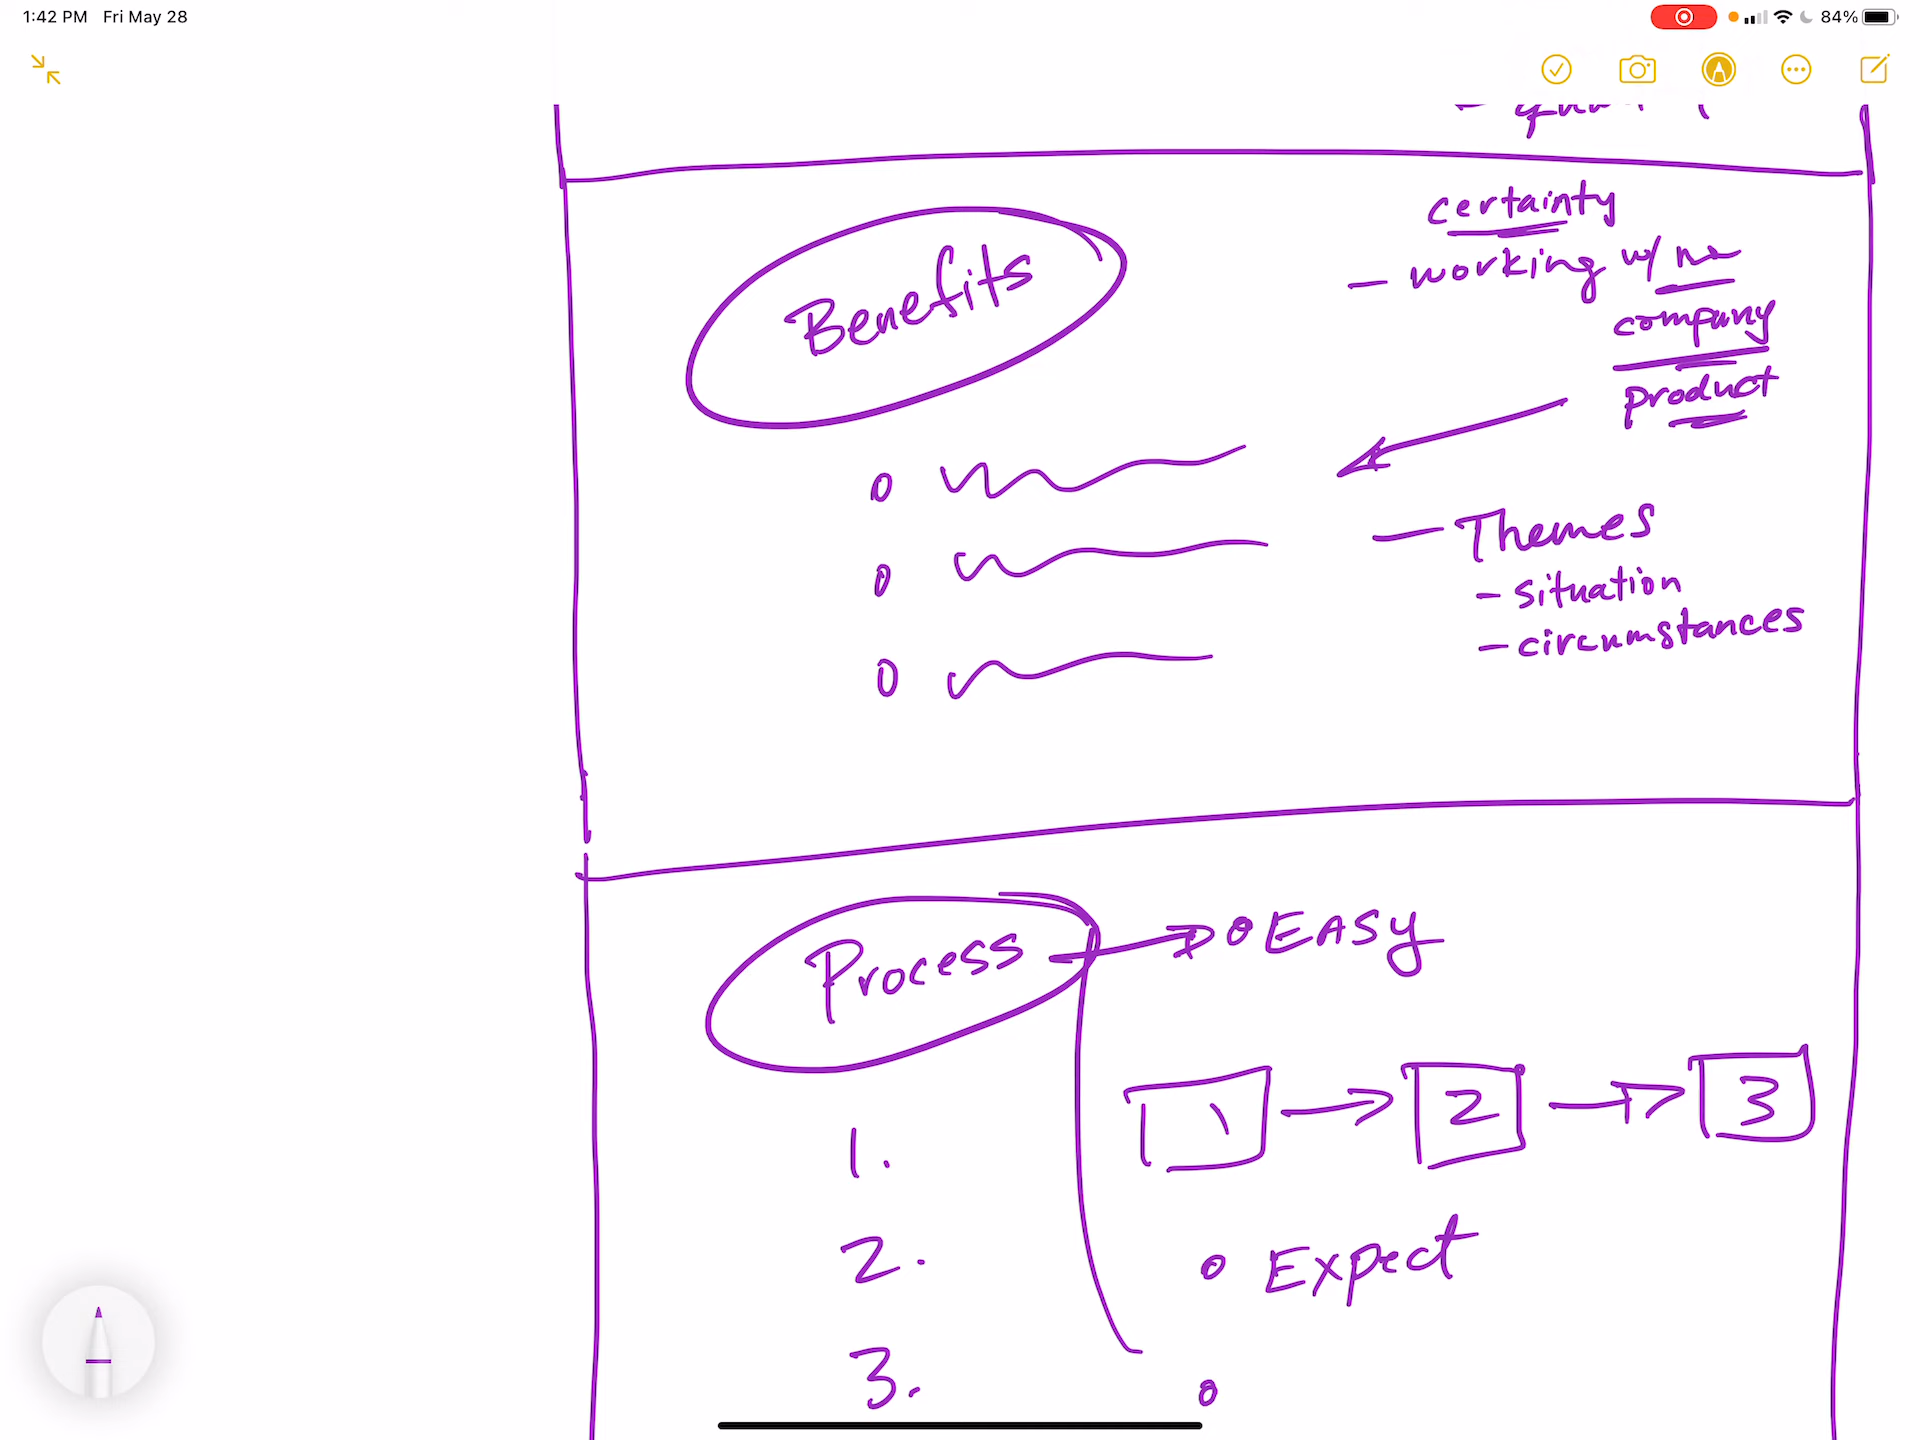 1:42 PM Fri May 28
84%
certainty
Benefits
- working w/
company
product
- Themes
- situation
- circumstances
Process
EASY
1 2 3
1.
2.
Expect
3.